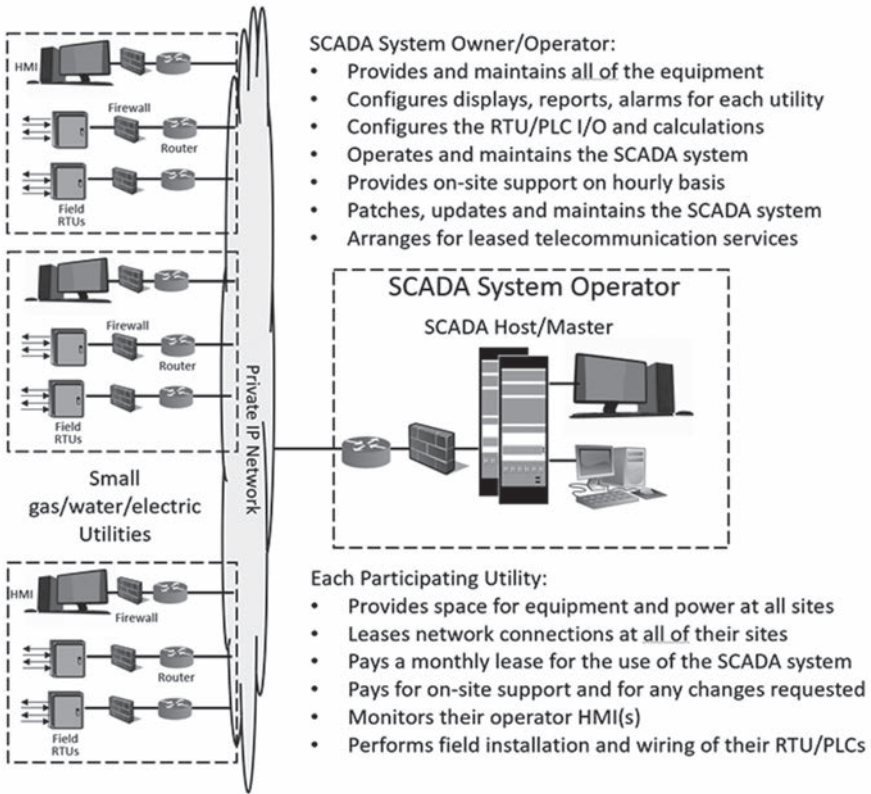 HMI
Firewall
Router
Field
RTUs
Firewall
Router
Field
RTUs
Small
gas/water/electric
Utilities
HMI
Firewall
Router
Field
RTUs
Private IP Network
SCADA System Owner/Operator:
• Provides and maintains all of the equipment
• Configures displays, reports, alarms for each utility
• Configures the RTU/PLC I/O and calculations
• Operates and maintains the SCADA system
• Provides on-site support on hourly basis
• Patches, updates and maintains the SCADA system
• Arranges for leased telecommunication services
SCADA System Operator
SCADA Host/Master
Each Participating Utility:
• Provides space for equipment and power at all sites
• Leases network connections at all of their sites
• Pays a monthly lease for the use of the SCADA system
• Pays for on-site support and for any changes requested
• Monitors their operator HMI(s)
• Performs field installation and wiring of their RTU/PLCs